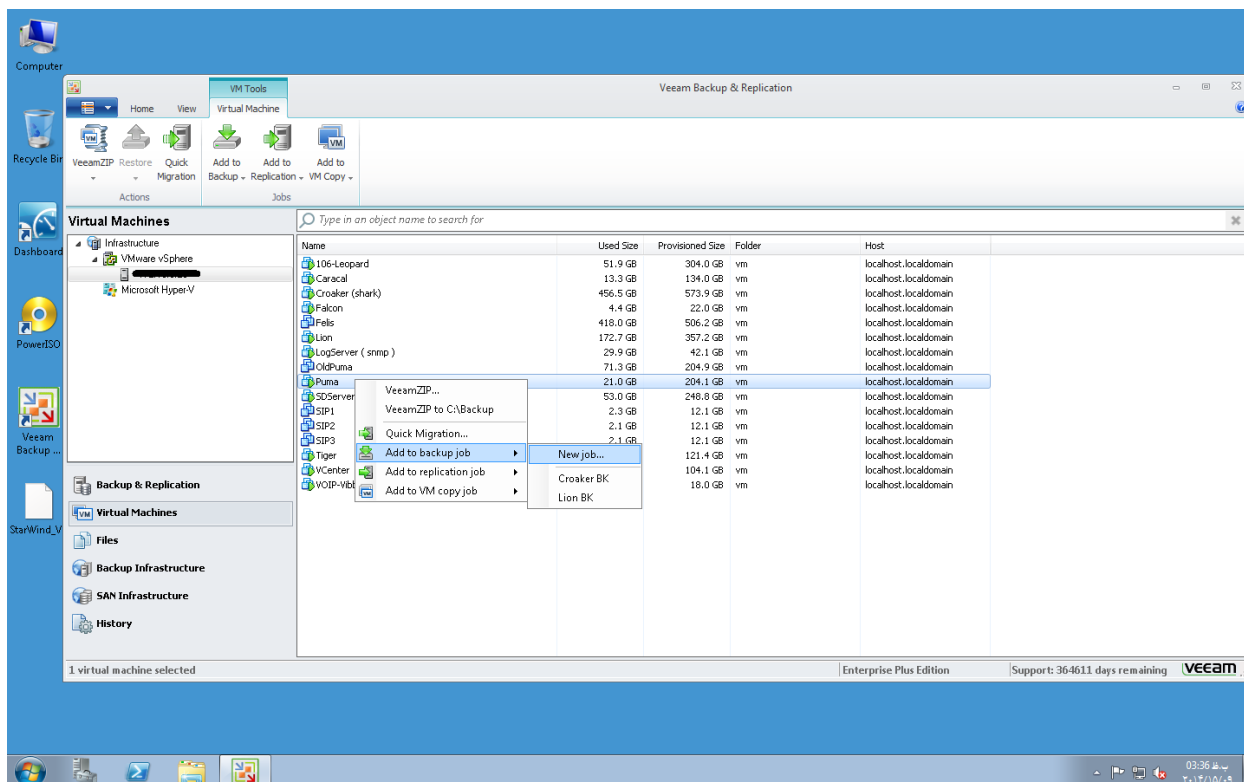 Computer
Recycle Bin
Dashboard
PowerISO
Veeam
Backup ...
StarWind_V
VM Tools
Veeam Backup & Replication
Home
View
Virtual Machine
VeeamZIP
Restore
Quick
Migration
Add to
Backup
Add to
Replication
Add to
VM Copy
Actions
Jobs
Virtual Machines
Type in an object name to search for
Infrastructure
VMware vSphere
Microsoft Hyper-V
Name Used Size Provisioned Size Folder Host
106-Leopard 51.9 GB 304.0 GB vm localhost.localdomain
Caracal 13.3 GB 134.0 GB vm localhost.localdomain
Croaker (shark) 456.5 GB 573.9 GB vm localhost.localdomain
Falcon 4.4 GB 22.0 GB vm localhost.localdomain
Felis 418.0 GB 506.2 GB vm localhost.localdomain
Lion 172.7 GB 357.2 GB vm localhost.localdomain
LogServer ( snmp ) 29.9 GB 42.1 GB vm localhost.localdomain
OldPuma 71.3 GB 204.9 GB vm localhost.localdomain
Puma 21.0 GB 204.1 GB vm localhost.localdomain
SDServer 53.0 GB 248.8 GB vm localhost.localdomain
SIP1 2.3 GB 12.1 GB vm localhost.localdomain
SIP2 2.1 GB 12.1 GB vm localhost.localdomain
SIP3 2.1 GB 12.1 GB vm localhost.localdomain
Tiger 121.4 GB vm localhost.localdomain
VCenter 104.1 GB vm localhost.localdomain
VOIP-Vibb 18.0 GB vm localhost.localdomain
VeeamZIP...
VeeamZIP to C:\Backup
Quick Migration...
Add to backup job
Add to replication job
Add to VM copy job
New job...
Croaker BK
Lion BK
Backup & Replication
Virtual Machines
Files
Backup Infrastructure
SAN Infrastructure
History
1 virtual machine selected
Enterprise Plus Edition
Support: 364611 days remaining
veeam
03:36 ب.ظ